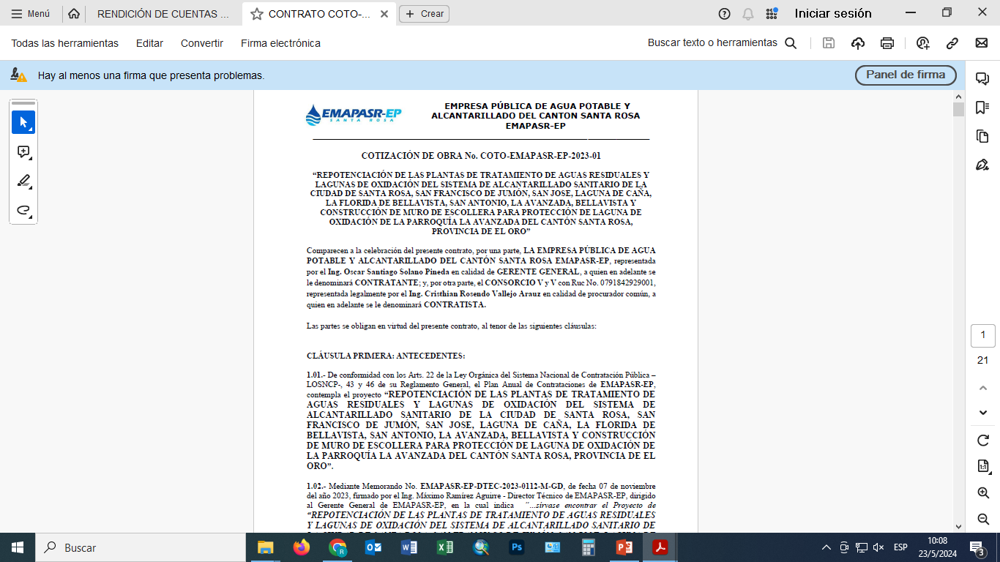 Menú
RENDICIÓN DE CUENTAS ...
CONTRATO COTO-...
Crear
Iniciar sesión
Todas las herramientas
Editar
Convertir
Firma electrónica
Buscar texto o herramientas
Hay al menos una firma que presenta problemas.
Panel de firma
EMAPASR-EP
SANTA ROSA
EMPRESA PÚBLICA DE AGUA POTABLE Y
ALCANTARILLADO DEL CANTON SANTA ROSA
EMAPASR-EP
COTIZACIÓN DE OBRA No. COTO-EMAPASR-EP-2023-01
“REPOTENCIACIÓN DE LAS PLANTAS DE TRATAMIENTO DE AGUAS RESIDUALES Y
LAGUNAS DE OXIDACIÓN DEL SISTEMA DE ALCANTARILLADO SANITARIO DE LA
CIUDAD DE SANTA ROSA, SAN FRANCISCO DE JUMÓN, SAN JOSE, LAGUNA DE CAÑA,
LA FLORIDA DE BELLAVISTA, SAN ANTONIO, LA AVANZADA, BELLAVISTA Y
CONSTRUCCIÓN DE MURO DE ESCOLLERA PARA PROTECCIÓN DE LAGUNA DE
OXIDACIÓN DE LA PARROQUÍA LA AVANZADA DEL CANTÓN SANTA ROSA,
PROVINCIA DE EL ORO”
Comparecen a la celebración del presente contrato, por una parte, LA EMPRESA PÚBLICA DE AGUA
POTABLE Y ALCANTARILLADO DEL CANTÓN SANTA ROSA EMAPASR-EP, representada
por el Ing. Oscar Santiago Solano Pineda en calidad de GERENTE GENERAL, a quien en adelante se
le denominará CONTRATANTE; y, por otra parte, el CONSORCIO V y V con Ruc No. 0791842929001,
representada legalmente por el Ing. Cristhian Rosendo Vallejo Arauz en calidad de procurador común, a
quien en adelante se le denominará CONTRATISTA.
Las partes se obligan en virtud del presente contrato, al tenor de las siguientes cláusulas:
CLÁUSULA PRIMERA: ANTECEDENTES:
1.01.- De conformidad con los Arts. 22 de la Ley Orgánica del Sistema Nacional de Contratación Pública –
LOSNCP-, 43 y 46 de su Reglamento General, el Plan Anual de Contrataciones de EMAPASR-EP,
contempla el proyecto “REPOTENCIACIÓN DE LAS PLANTAS DE TRATAMIENTO DE
AGUAS RESIDUALES Y LAGUNAS DE OXIDACIÓN DEL SISTEMA DE
ALCANTARILLADO SANITARIO DE LA CIUDAD DE SANTA ROSA, SAN
FRANCISCO DE JUMÓN, SAN JOSE, LAGUNA DE CAÑA, LA FLORIDA DE
BELLAVISTA, SAN ANTONIO, LA AVANZADA, BELLAVISTA Y CONSTRUCCIÓN
DE MURO DE ESCOLLERA PARA PROTECCIÓN DE LAGUNA DE OXIDACIÓN DE
LA PARROQUÍA LA AVANZADA DEL CANTÓN SANTA ROSA, PROVINCIA DE EL
ORO”.
1.02.- Mediante Memorando No. EMAPASR-EP-DTEC-2023-0112-M-GD, de fecha 07 de noviembre
del año 2023, firmado por el Ing. Máximo Ramírez Aguirre - Director Técnico de EMAPASR-EP, dirigido
al Gerente General de EMAPASR-EP, en la cual indica “...sírvase encontrar el Proyecto de
“REPOTENCIACIÓN DE LAS PLANTAS DE TRATAMIENTO DE AGUAS RESIDUALES
Y LAGUNAS DE OXIDACIÓN DEL SISTEMA DE ALCANTARILLADO SANITARIO DE
1
21
Buscar
ESP
10:08
23/5/2024
3